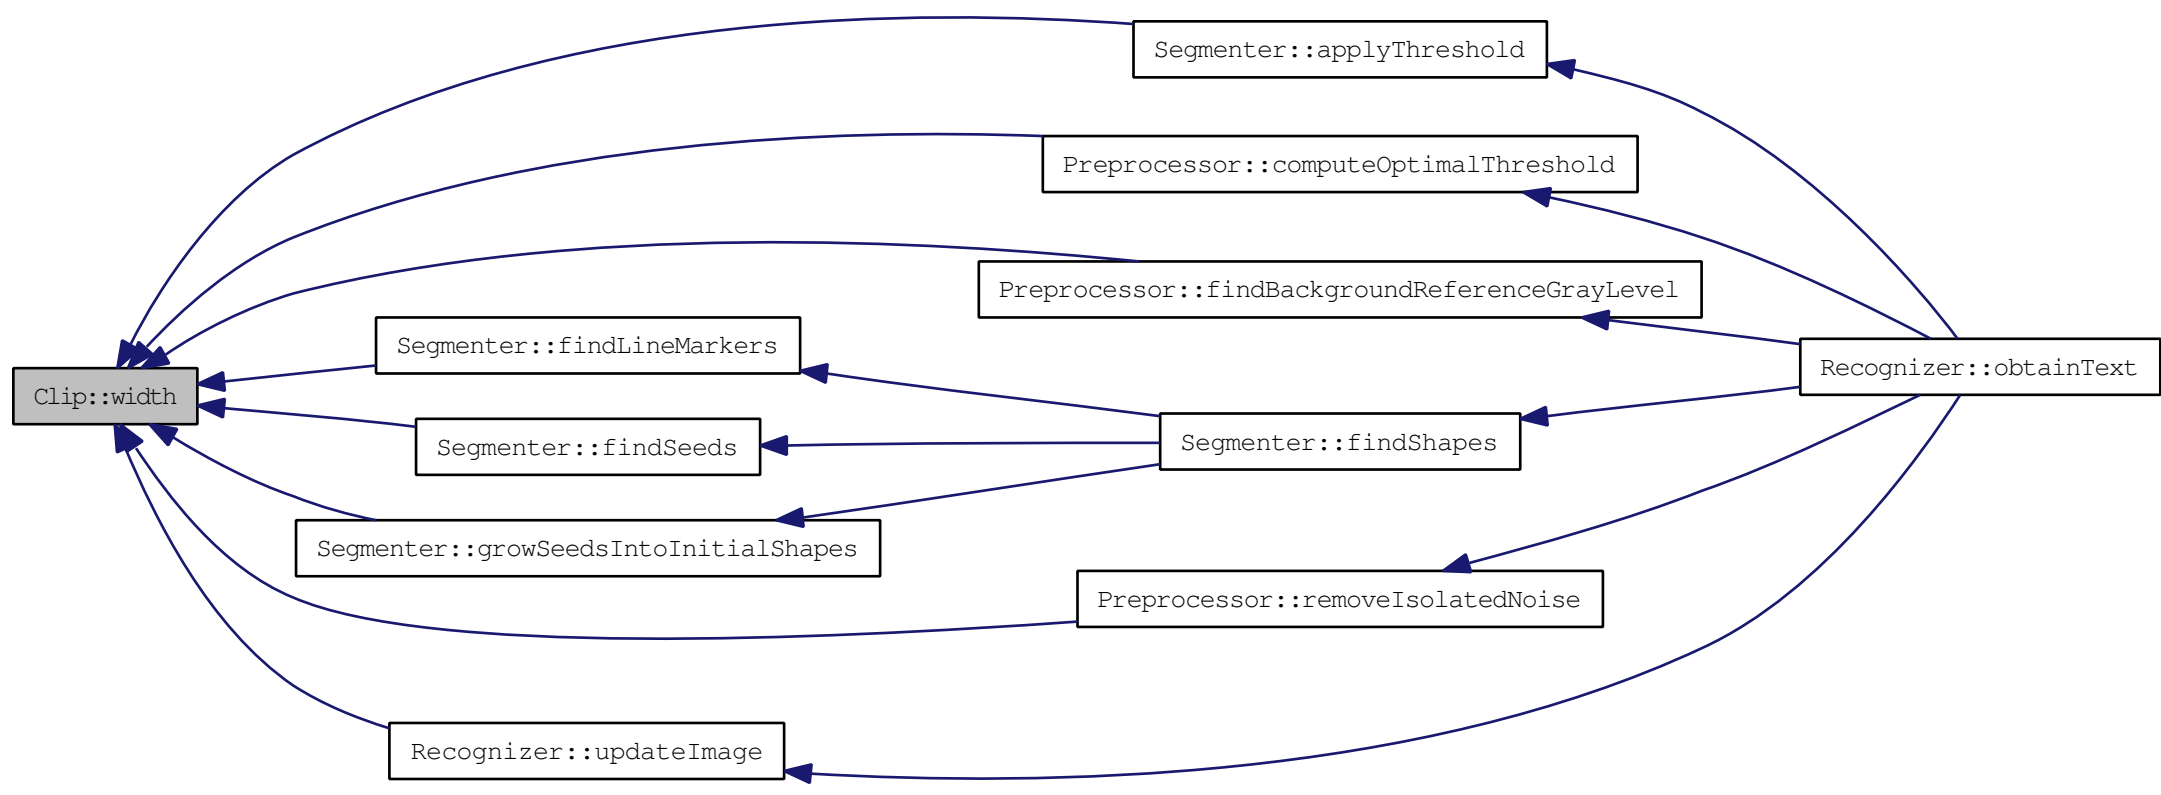 Segmenter::applyThreshold
Preprocessor::computeOptimalThreshold
Preprocessor::findBackgroundReferenceGrayLevel
Segmenter::findLineMarkers
Recognizer::obtainText
Clip::width
Segmenter::findSeeds
Segmenter::findShapes
Segmenter::growSeedsIntoInitialShapes
Preprocessor::removeIsolatedNoise
Recognizer::updateImage